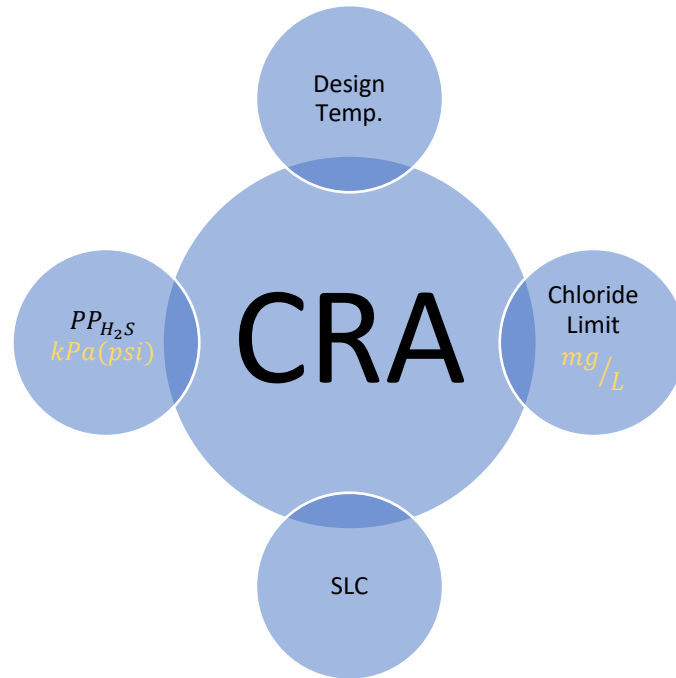 Design
Temp.
PP_{H_2S}
kPa(psi)
CRA
Chloride
Limit
mg/L
SLC